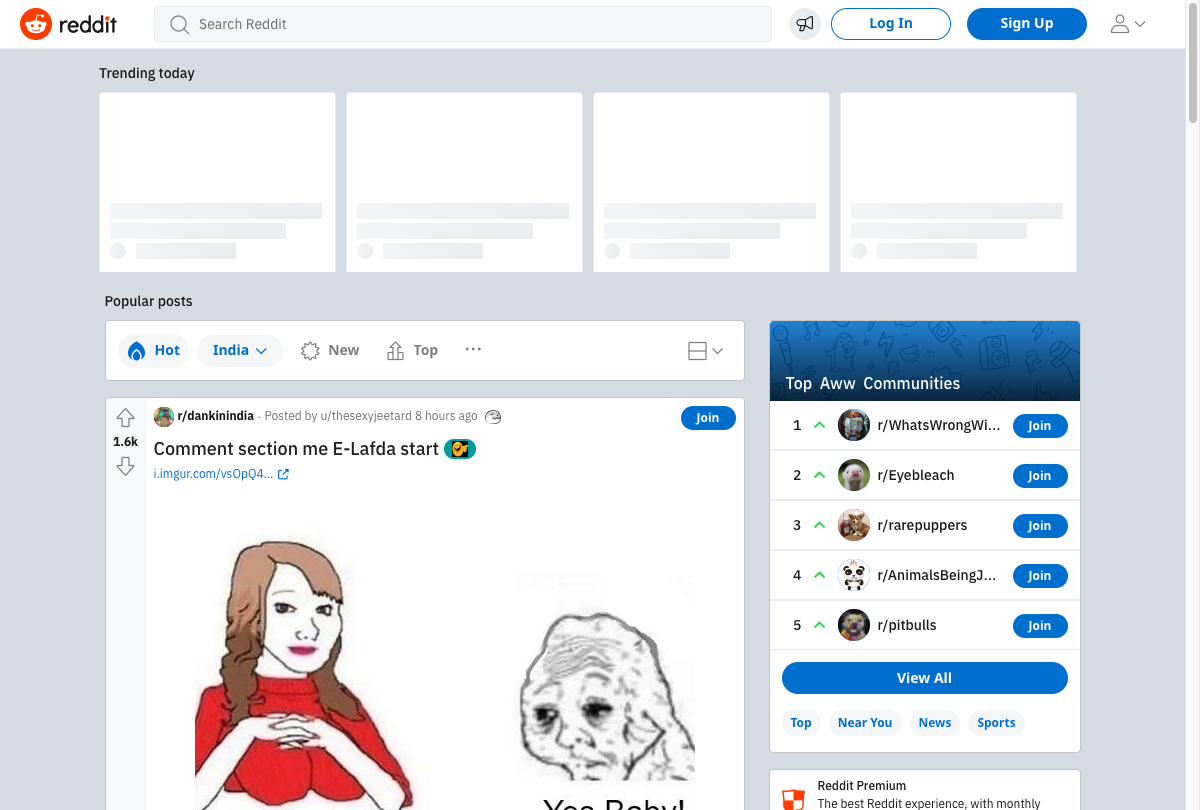 reddit
Search Reddit
Log In
Sign Up
Trending today
Popular posts
Hot
India
New
Top
r/dankinindia · Posted by u/thesexyjeetard 8 hours ago
Join
1.6k
Comment section me E-Lafda start
i.imgur.com/vsOpQ4...
Yea Baby!
Top Aww Communities
1 r/WhatsWrongWi... Join
2 r/Eyebleach Join
3 r/rarepuppers Join
4 r/AnimalsBeingJ... Join
5 r/pitbulls Join
View All
Top
Near You
News
Sports
Reddit Premium
The best Reddit experience, with monthly